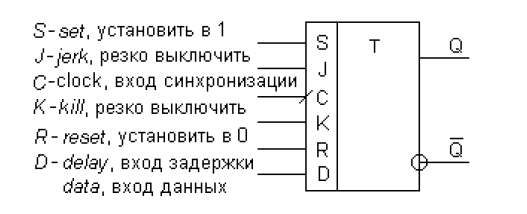 S-set, установить в 1
J-jerk, резко выключить
C-clock, вход синхронизации
K-kill, резко выключить
R-reset, установить в 0
D-delay, вход задержки
data, вход данных
S
J
C
K
R
D
T
Q
Q̅